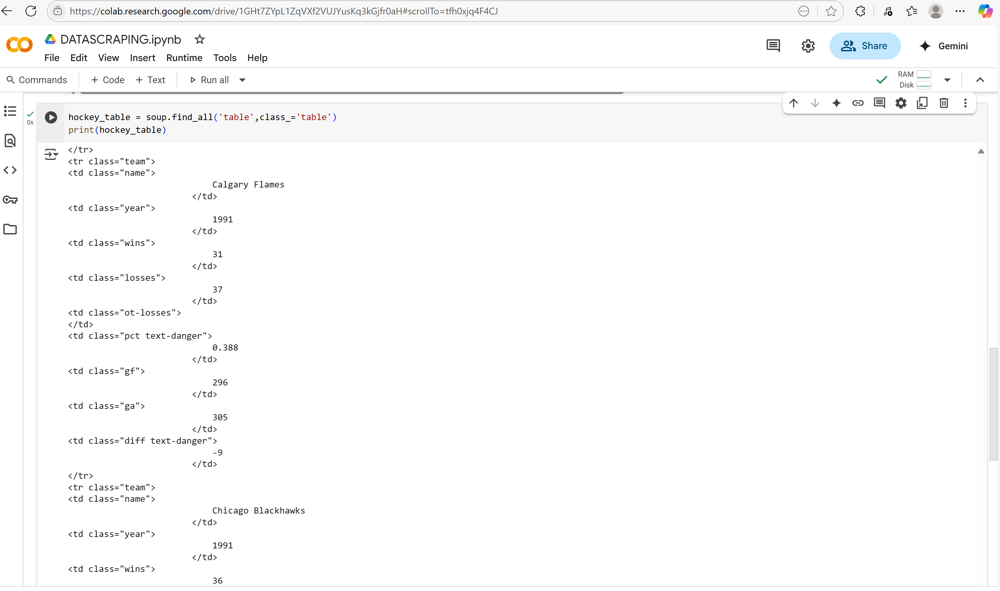 https://colab.research.google.com/drive/1GHt7ZYpL1ZqVXf2VUJYusKq3kGjfr0aH#scrollTo=tfh0xjq4F4CJ
DATASCRAPING.ipynb
File Edit View Insert Runtime Tools Help
Share
Gemini
Commands + Code + Text Run all
RAM
Disk
0s
hockey_table = soup.find_all('table',class_='table')
print(hockey_table)
</tr>
<tr class="team">
<td class="name">
Calgary Flames
</td>
<td class="year">
1991
</td>
<td class="wins">
31
</td>
<td class="losses">
37
</td>
<td class="ot-losses">
</td>
<td class="pct text-danger">
0.388
</td>
<td class="gf">
296
</td>
<td class="ga">
305
</td>
<td class="diff text-danger">
-9
</td>
</tr>
<tr class="team">
<td class="name">
Chicago Blackhawks
</td>
<td class="year">
1991
</td>
<td class="wins">
36